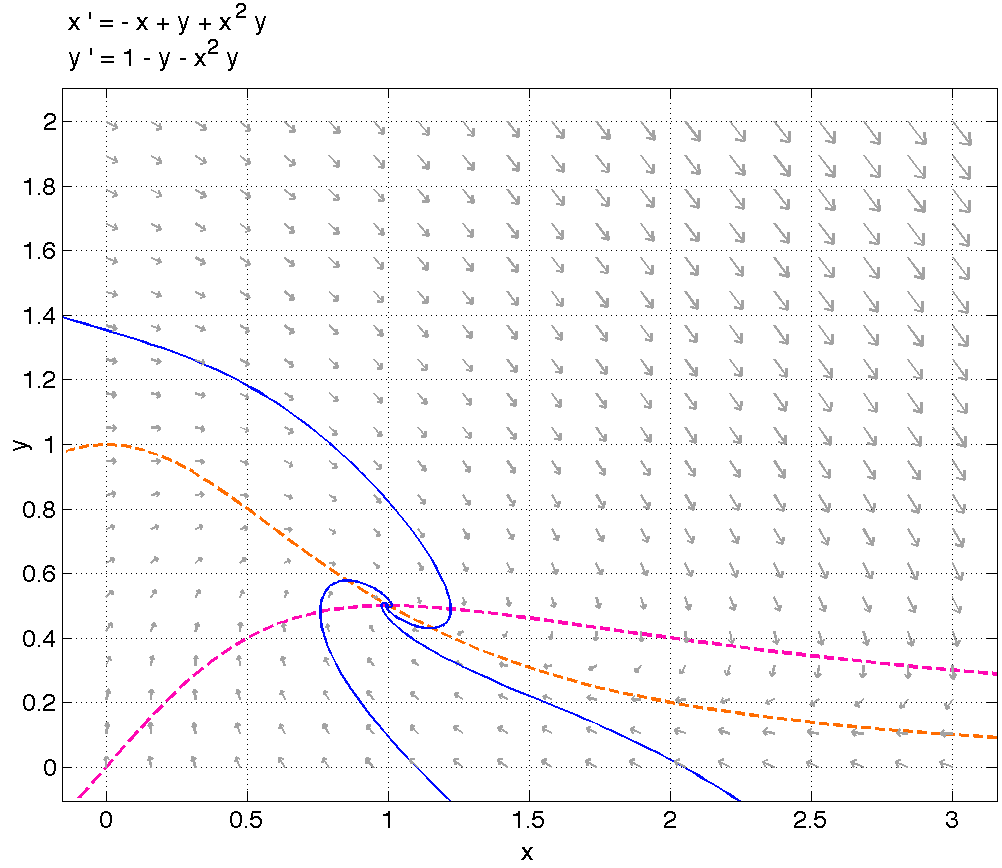 x ' = - x + y + x² y
y ' = 1 - y - x² y
2
1.8
1.6
1.4
1.2
1
0.8
0.6
0.4
0.2
0
y
0 0.5 1 1.5 2 2.5 3
x